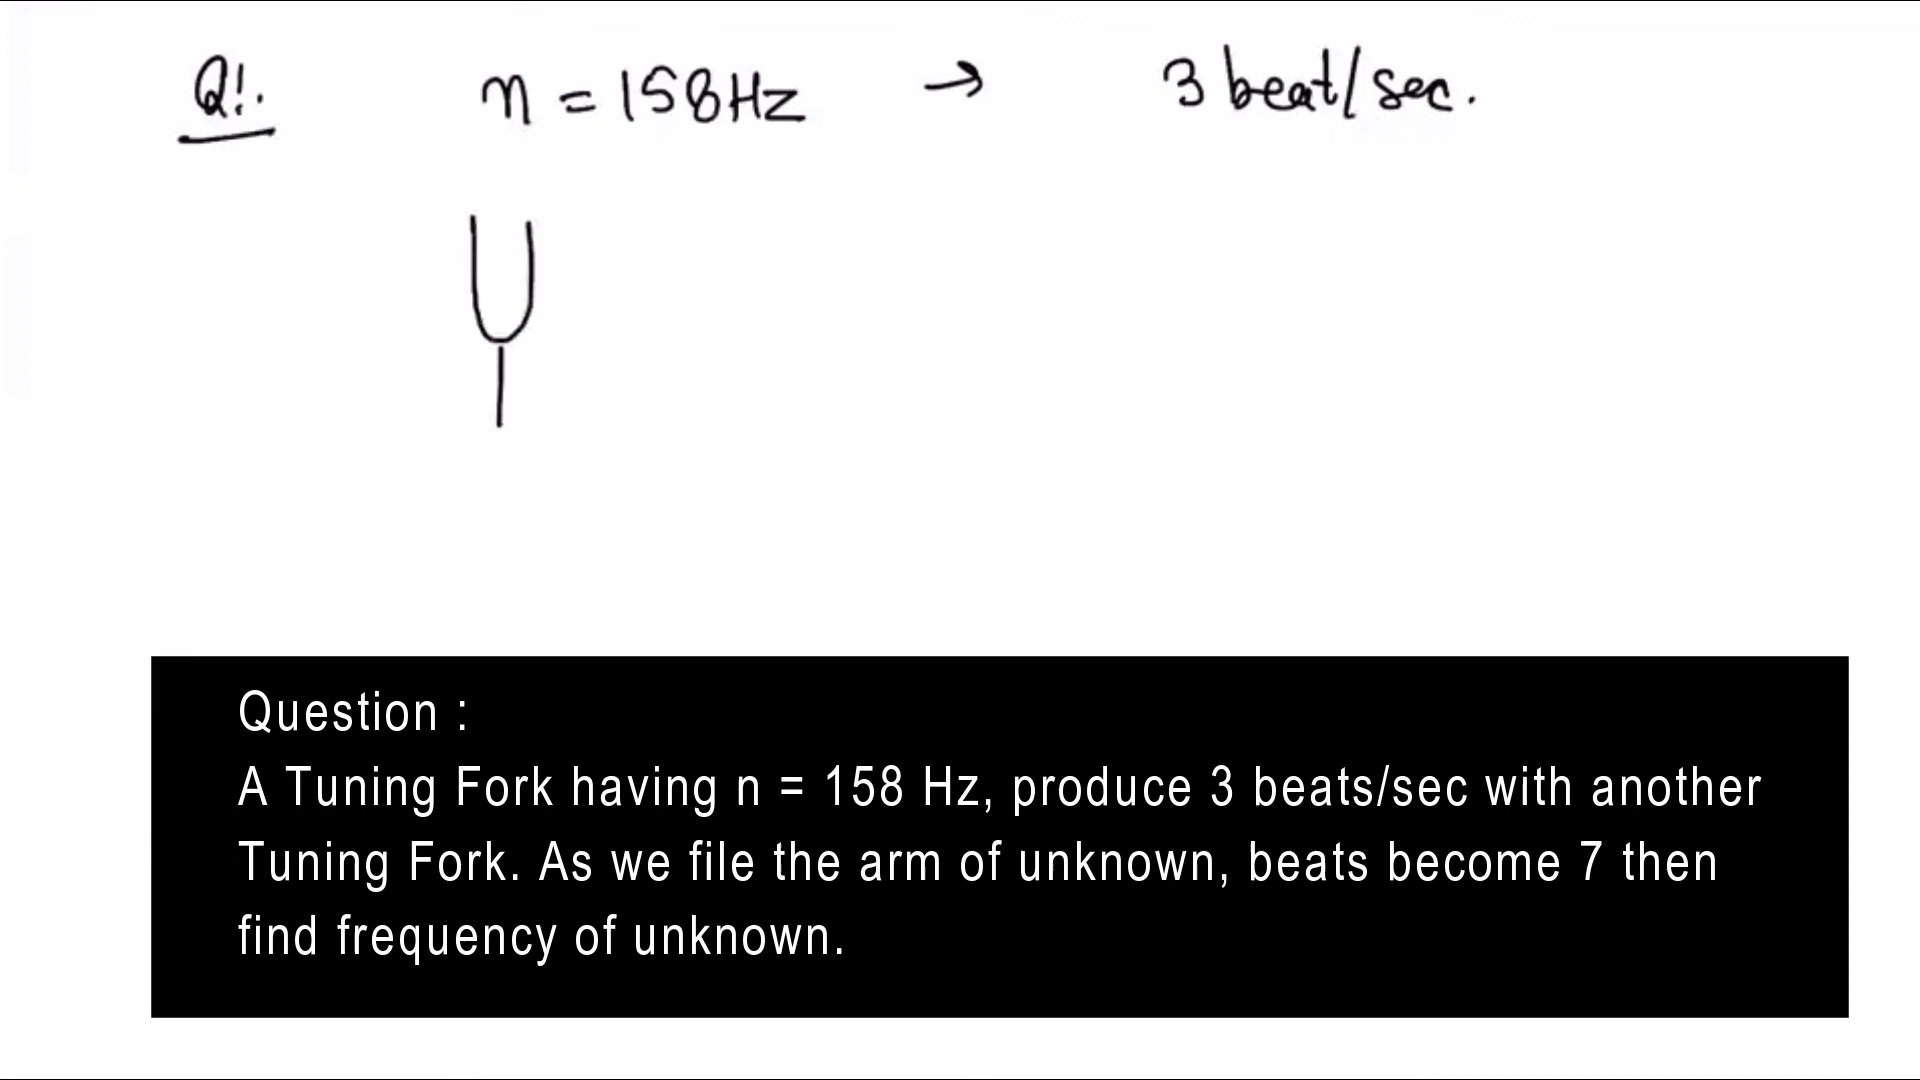 Q!. n = 158Hz → 3 beat/sec.
Question :
A Tuning Fork having n = 158 Hz, produce 3 beats/sec with another
Tuning Fork. As we file the arm of unknown, beats become 7 then
find frequency of unknown.